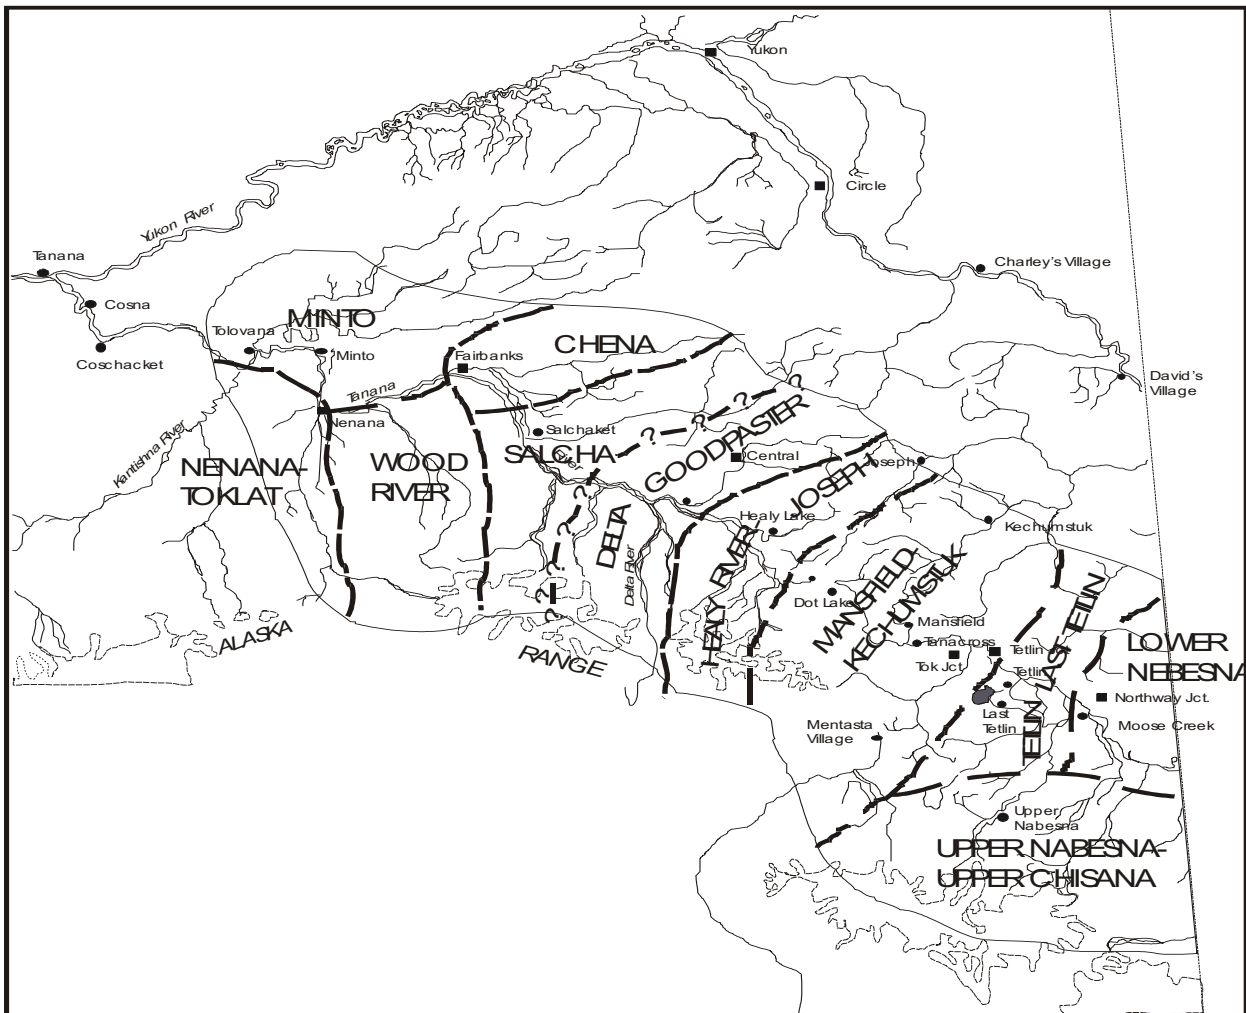 Yukon
Circle
Yukon River
Tanana
Charley's Village
Cosna
MINTO
Tolovana
Minto
CHENA
Fairbanks
Coschacket
David's
Village
Tanana
Nenana
Kantishna River
Salchaket
SALCHA
River
GOODPASTER
Central
NENANA-
TOKLAT
WOOD
RIVER
? ? ? ?
? ? ? ? ?
Joseph
JOSEPH
DELTA
Delta River
Healy Lake
HEALY RIVER-
Kechumstuk
MANSFIELD-
KECHUMSTUK
Dot Lake
Mansfield
Tanacross
Tok Jct.
Tetlin Jct.
Tetlin
TETLIN LAST TETLIN
LOWER
NEBESNA
ALASKA
RANGE
Northway Jct.
Last
Tetlin
Moose Creek
Mentasta
Village
Upper
Nabesna
UPPER NABESNA-
UPPER CHISANA